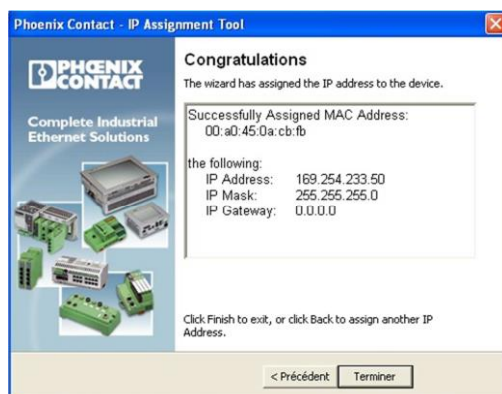 Phoenix Contact - IP Assignment Tool
PHŒNIX
CONTACT
Complete Industrial
Ethernet Solutions
Congratulations
The wizard has assigned the IP address to the device.
Successfully Assigned MAC Address:
00:a0:45:0a:cb:fb
the following:
IP Address: 169.254.233.50
IP Mask: 255.255.255.0
IP Gateway: 0.0.0.0
Click Finish to exit, or click Back to assign another IP
Address.
< Précédent
Terminer